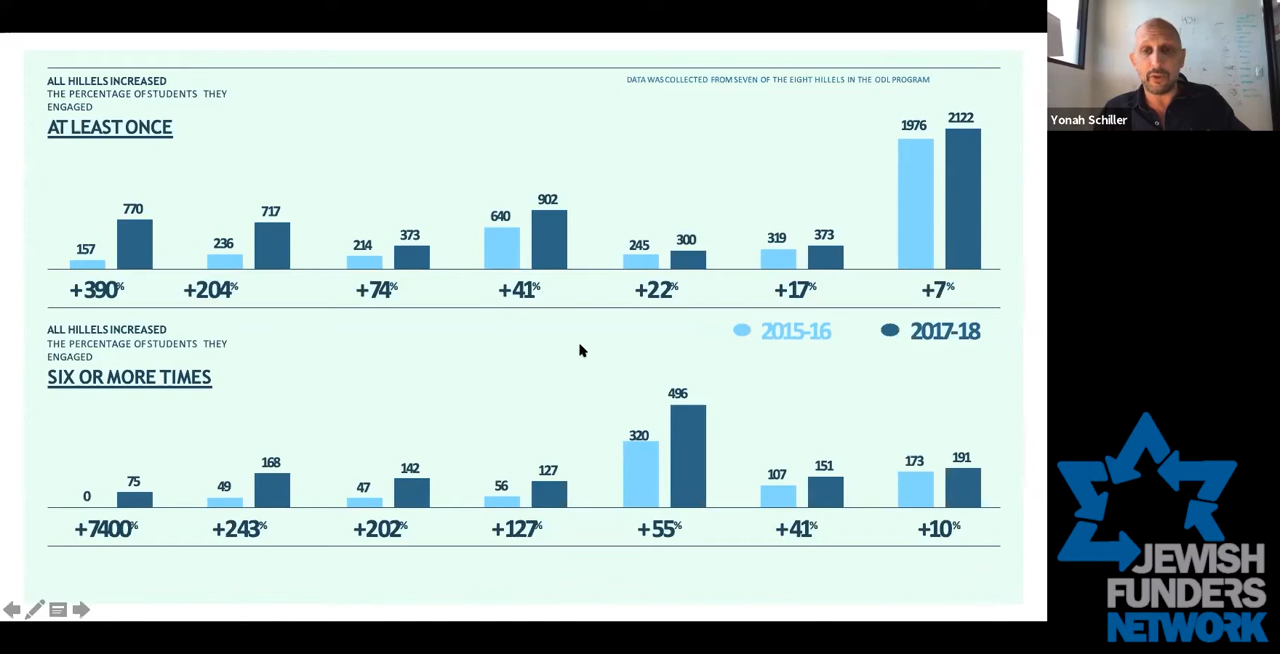 ALL HILLELS INCREASED
THE PERCENTAGE OF STUDENTS THEY
ENGAGED
AT LEAST ONCE
DATA WAS COLLECTED FROM SEVEN OF THE EIGHT HILLELS IN THE ODL PROGRAM
157 770 236 717 214 373 640 902 245 300 319 373 1976 2122
+390% +204% +74% +41% +22% +17% +7%
ALL HILLELS INCREASED
THE PERCENTAGE OF STUDENTS THEY
ENGAGED
SIX OR MORE TIMES
2015-16 2017-18
0 75 49 168 47 142 56 127 320 496 107 151 173 191
+7400% +243% +202% +127% +55% +41% +10%
Yonah Schiller
JEWISH
FUNDERS
NETWORK